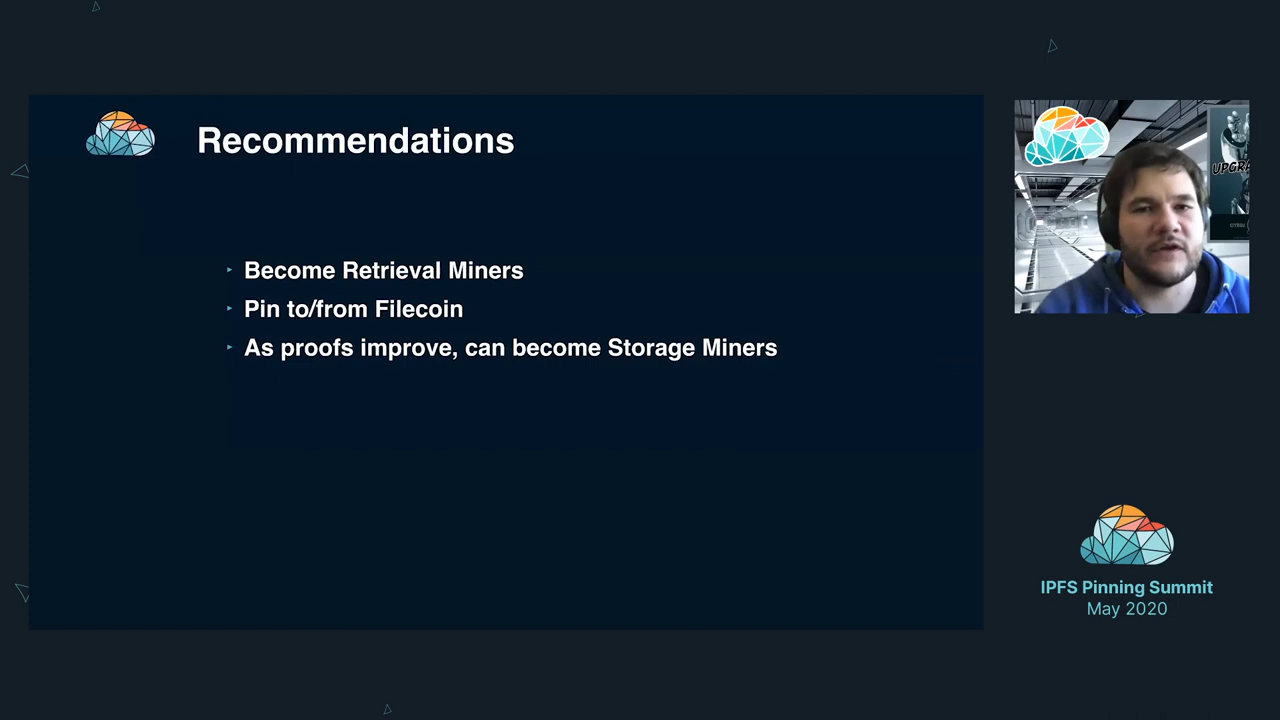 Recommendations
Become Retrieval Miners
Pin to/from Filecoin
As proofs improve, can become Storage Miners
IPFS Pinning Summit
May 2020